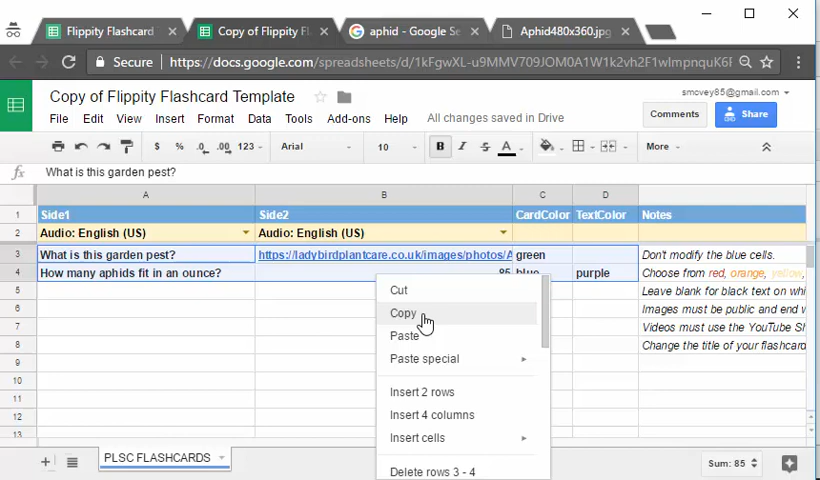 Flippity Flashcard
Copy of Flippity F
aphid - Google Se
Aphid480x360.jpg
Secure
https://docs.google.com/spreadsheets/d/1kFgwXL-u9MMV709JOM0A1W1k2vh2F1wImpnquK6F
Copy of Flippity Flashcard Template
smovey85@gmail.com
File Edit View Insert Format Data Tools Add-ons Help
All changes saved in Drive
Comments
Share
$ % .0 .00 123
Arial
10
B I S A
More
fx
What is this garden pest?
A B C D
1 Side1 Side2 CardColor TextColor Notes
2 Audio: English (US) Audio: English (US)
3 What is this garden pest? https://ladybirdplantcare.co.uk/images/photos/A green Don't modify the blue cells.
4 How many aphids fit in an ounce? 85 blue purple Choose from red, orange, yellow,
5 Leave blank for black text on whi
6 Images must be public and end w
7 Videos must use the YouTube Sh
8 Change the title of your flashcar
9
10
11
12
13
Cut
Copy
Paste
Paste special
Insert 2 rows
Insert 4 columns
Insert cells
Delete rows 3 - 4
PLSC FLASHCARDS
Sum: 85